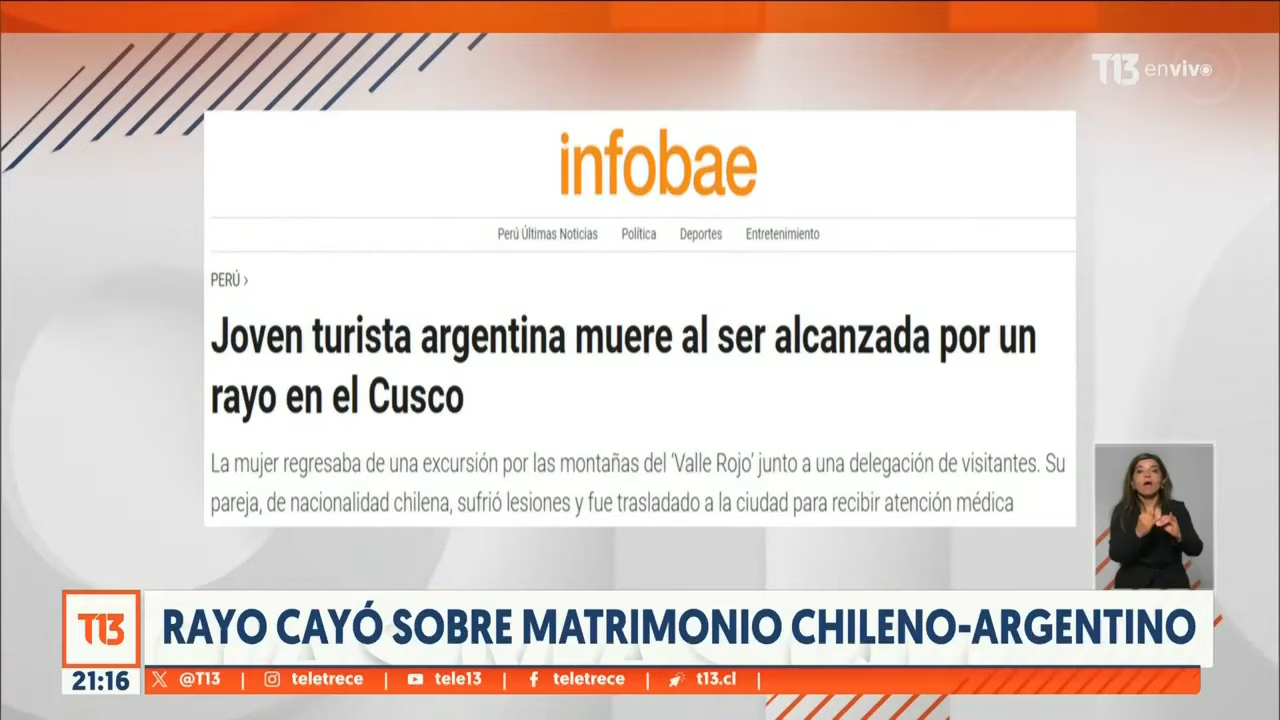 T13 en vivo
infobae
Perú Últimas Noticias Política Deportes Entretenimiento
PERÚ ›
Joven turista argentina muere al ser alcanzada por un
rayo en el Cusco
La mujer regresaba de una excursión por las montañas del 'Valle Rojo' junto a una delegación de visitantes. Su
pareja, de nacionalidad chilena, sufrió lesiones y fue trasladado a la ciudad para recibir atención médica
T13
RAYO CAYÓ SOBRE MATRIMONIO CHILENO-ARGENTINO
21:16 @T13 | teletrece | tele13 | teletrece | t13.cl |